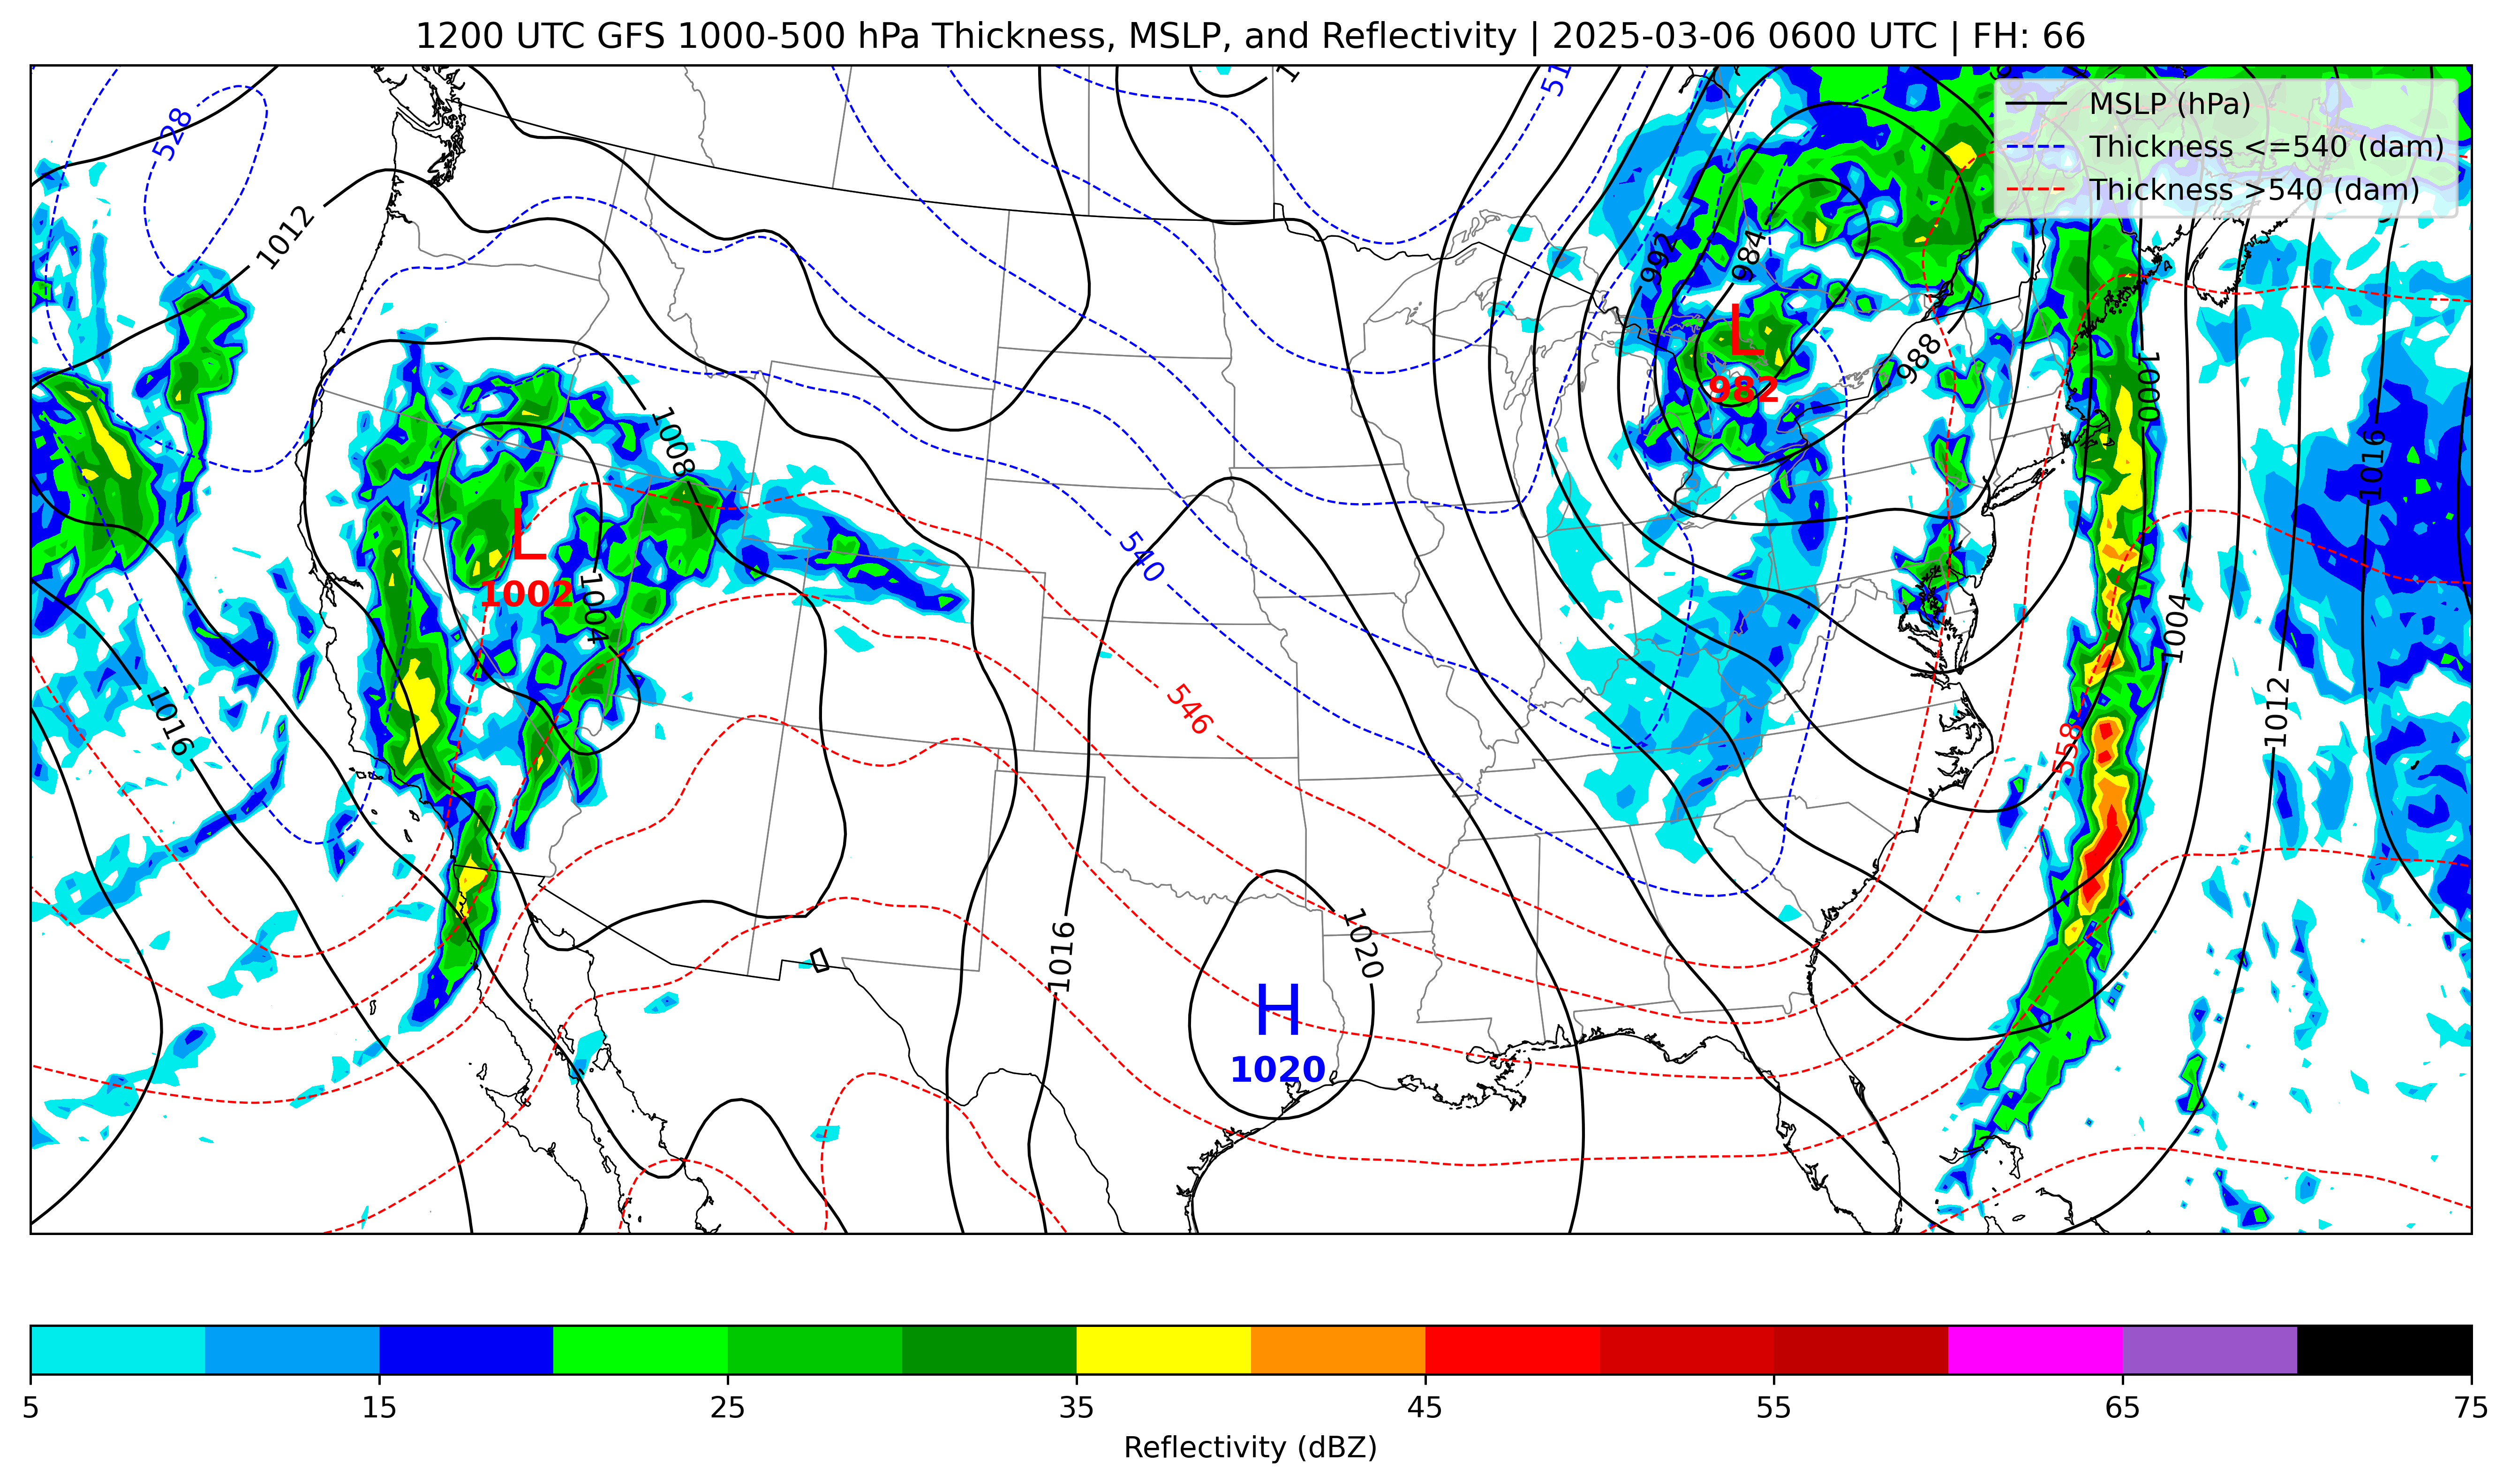 1200 UTC GFS 1000-500 hPa Thickness, MSLP, and Reflectivity | 2025-03-06 0600 UTC | FH: 66
MSLP (hPa)
Thickness <=540 (dam)
Thickness >540 (dam)
528
1012
992
984
L
982
988
1000
1016
1008
L
1002
1004
540
1004
1016
546
558
1012
1016
1020
H
1020
5 15 25 35 45 55 65 75
Reflectivity (dBZ)